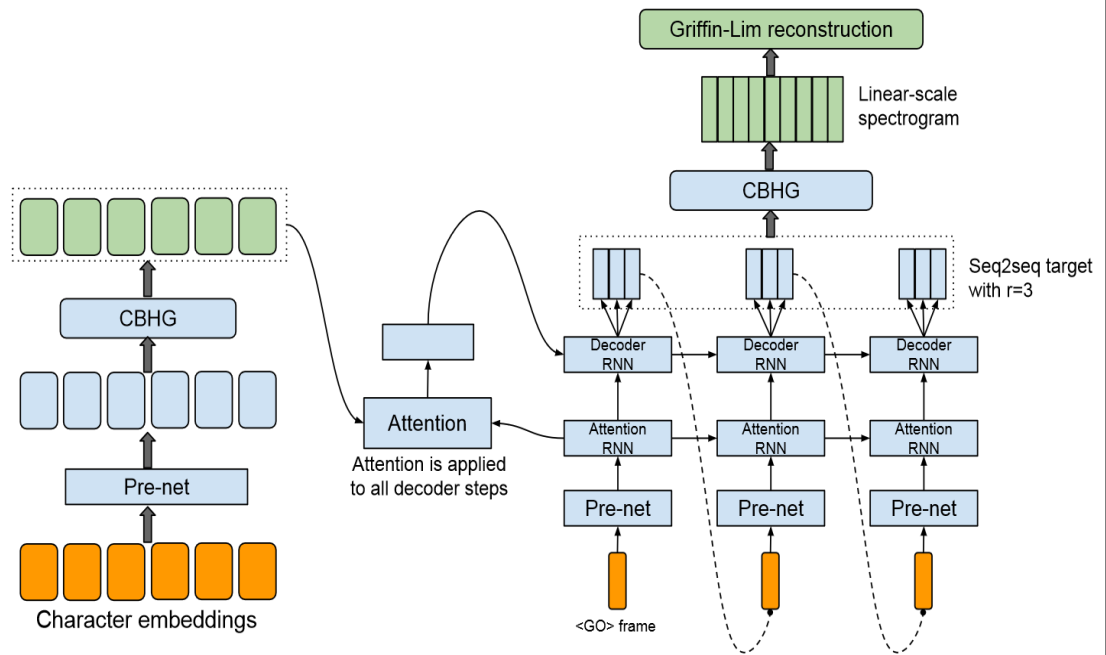 Griffin-Lim reconstruction
Linear-scale
spectrogram
CBHG
Seq2seq target
with r=3
CBHG
Decoder
RNN
Decoder
RNN
Decoder
RNN
Attention
Attention is applied
to all decoder steps
Attention
RNN
Attention
RNN
Attention
RNN
Pre-net
Pre-net
Pre-net
Pre-net
Character embeddings
<GO> frame